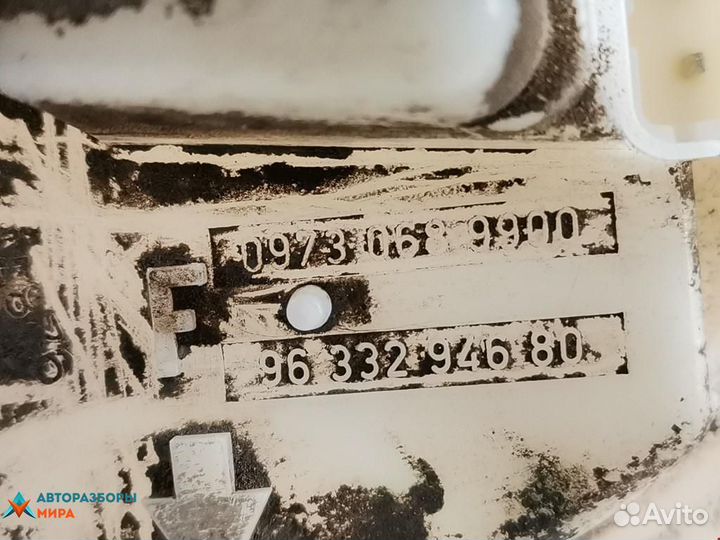 0973 068 9900
F
96 332 946 80
АВТОРАЗБОРЫ
МИРА
Avito